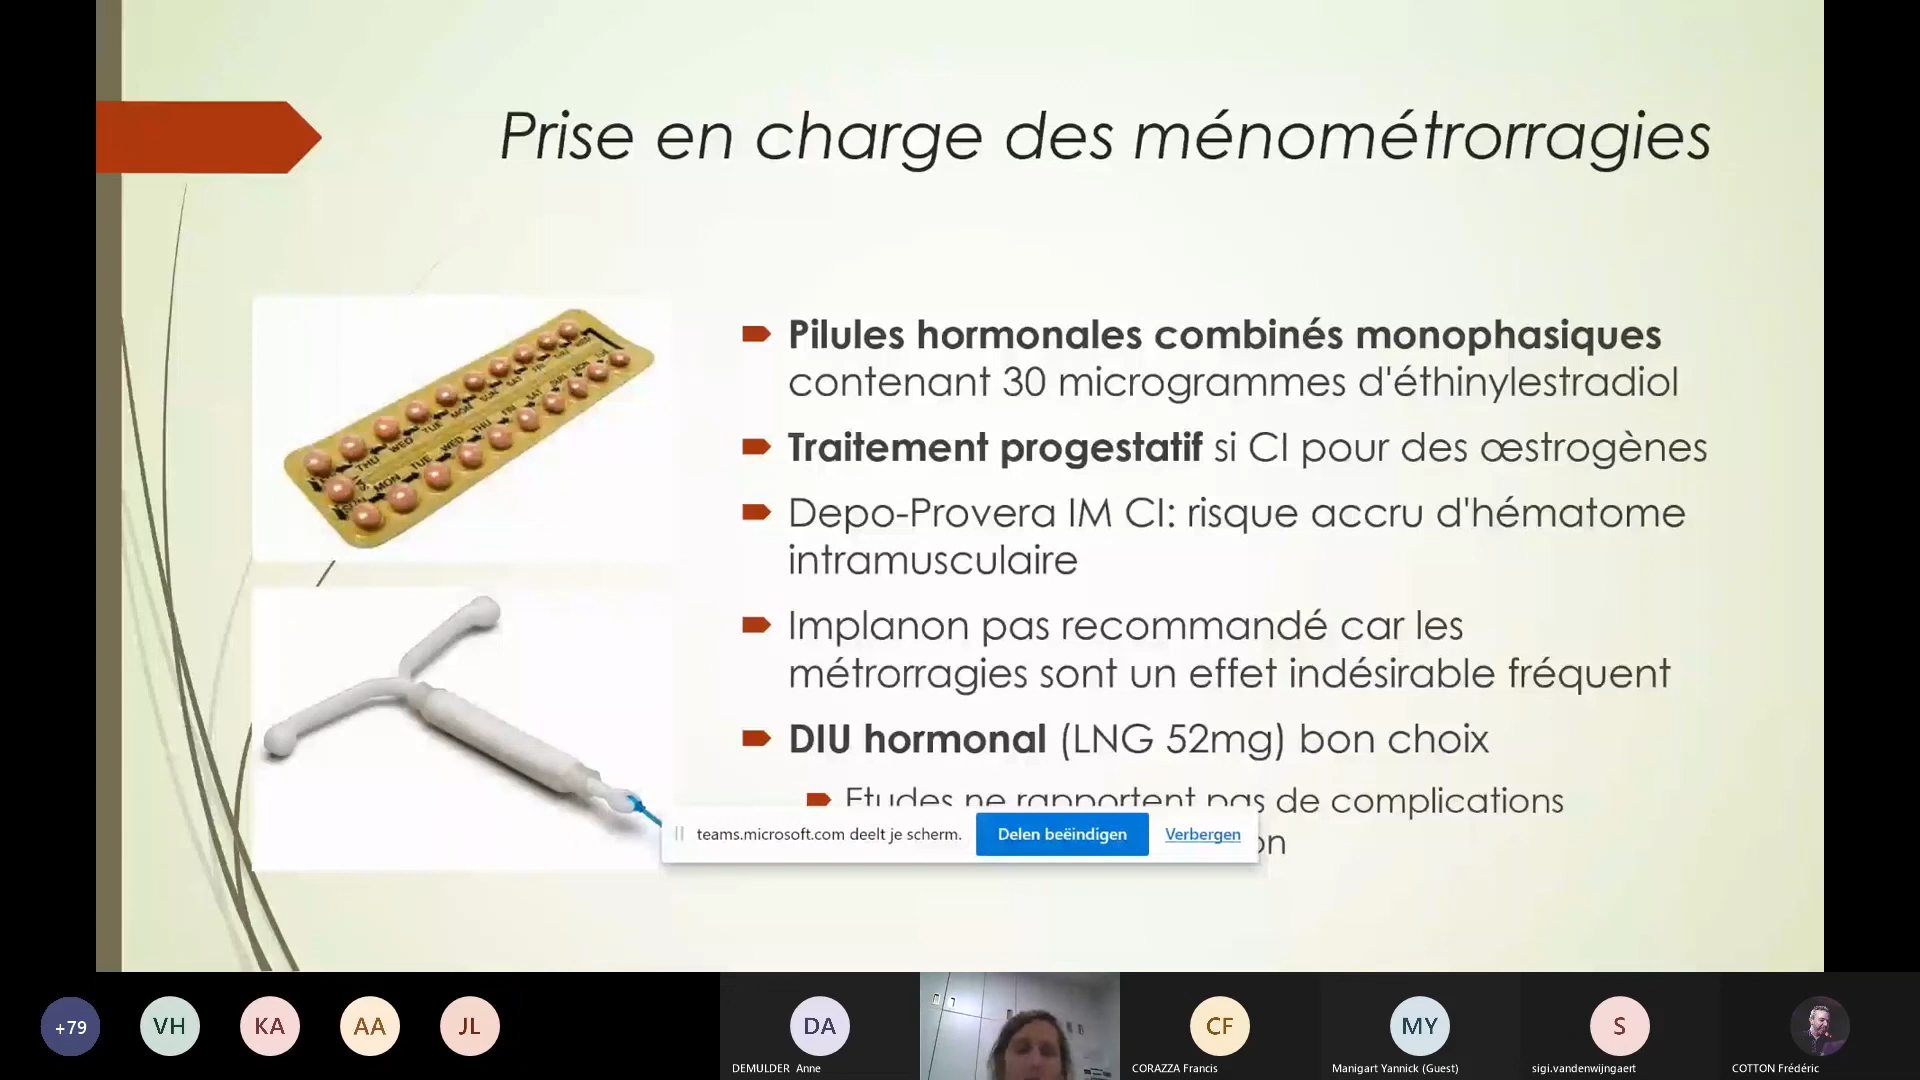 Prise en charge des ménométrorragies
Pilules hormonales combinés monophasiques
contenant 30 microgrammes d'éthinylestradiol
Traitement progestatif si CI pour des œstrogènes
Depo-Provera IM CI: risque accru d'hématome
intramusculaire
Implanon pas recommandé car les
métrorragies sont un effet indésirable fréquent
DIU hormonal (LNG 52mg) bon choix
Etudes ne rapportent pas de complications
teams.microsoft.com deelt je scherm.
Delen beëindigen
Verbergen
+79
VH
KA
AA
JL
DA
CF
MY
S
DEMULDER Anne
CORAZZA Francis
Manigart Yannick (Guest)
sigi.vandenwijngaert
COTTON Frédéric